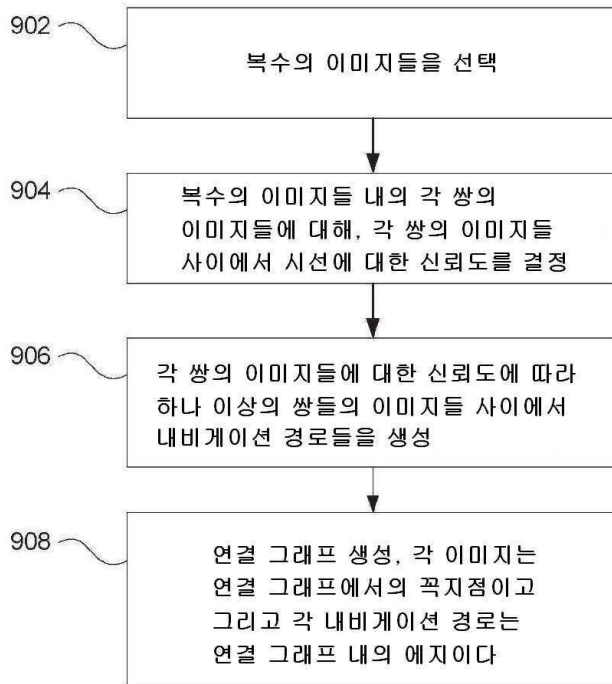 902
복수의 이미지들을 선택
904
복수의 이미지들 내의 각 쌍의
이미지들에 대해, 각 쌍의 이미지들
사이에서 시선에 대한 신뢰도를 결정
906
각 쌍의 이미지들에 대한 신뢰도에 따라
하나 이상의 쌍들의 이미지들 사이에서
내비게이션 경로들을 생성
908
연결 그래프 생성, 각 이미지는
연결 그래프에서의 꼭지점이고
그리고 각 내비게이션 경로는
연결 그래프 내의 에지이다